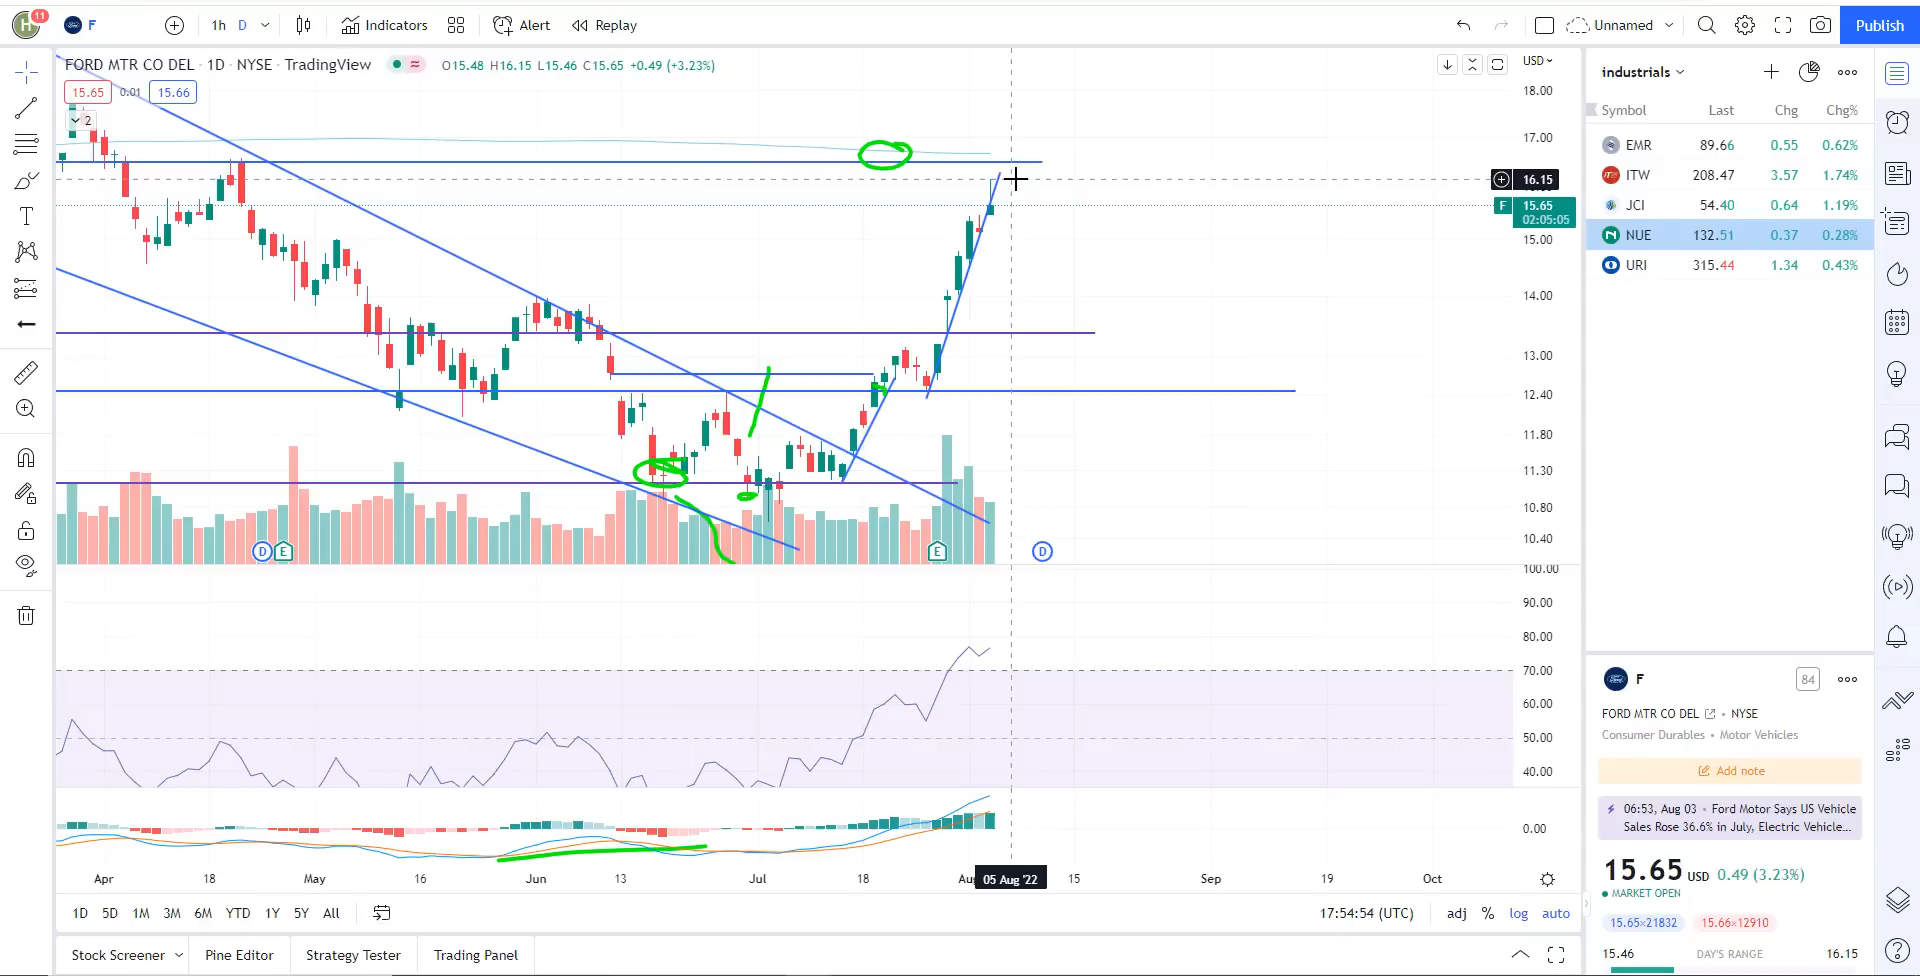 H 11 F 1h D Indicators Alert Replay Unnamed Publish
FORD MTR CO DEL · 1D · NYSE · TradingView O15.48 H16.15 L15.46 C15.65 +0.49 (+3.23%)
15.65 0.01 15.66
2
USD
18.00
17.00
16.15
F 15.65
02:05:05
15.00
14.00
13.00
12.40
11.80
11.30
10.80
10.40
D E E D
100.00
90.00
80.00
70.00
60.00
50.00
40.00
0.00
Apr 18 May 16 Jun 13 Jul 18 Aug 05 Aug '22 15 Sep 19 Oct
1D 5D 1M 3M 6M YTD 1Y 5Y All 17:54:54 (UTC) adj % log auto
Stock Screener Pine Editor Strategy Tester Trading Panel
industrials
Symbol Last Chg Chg%
EMR 89.66 0.55 0.62%
ITW 208.47 3.57 1.74%
JCI 54.40 0.64 1.19%
NUE 132.51 0.37 0.28%
URI 315.44 1.34 0.43%
F 84
FORD MTR CO DEL • NYSE
Consumer Durables • Motor Vehicles
Add note
06:53, Aug 03 • Ford Motor Says US Vehicle
Sales Rose 36.6% in July, Electric Vehicle...
15.65 USD 0.49 (3.23%)
MARKET OPEN
15.65×21832 15.66×12910
15.46 DAY'S RANGE 16.15